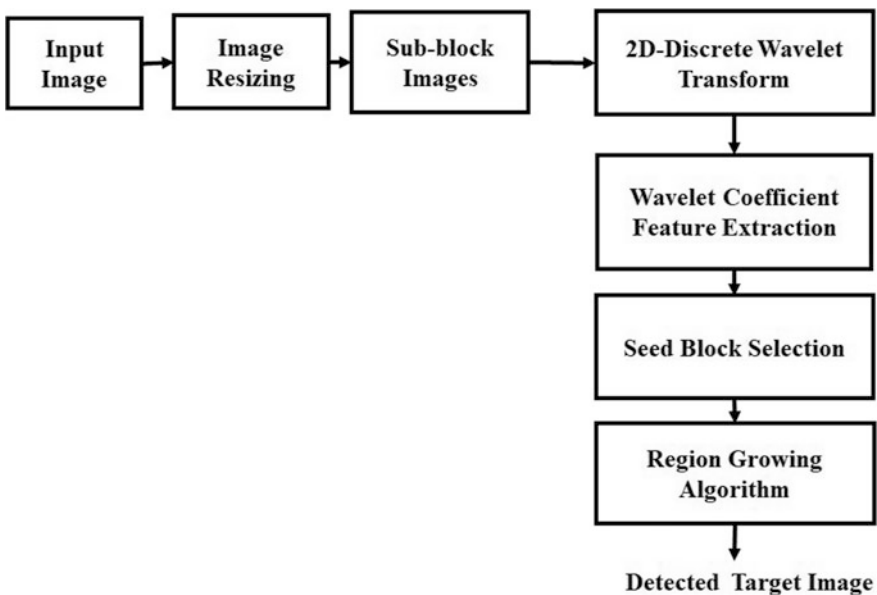 Input
Image
Image
Resizing
Sub-block
Images
2D-Discrete Wavelet
Transform
Wavelet Coefficient
Feature Extraction
Seed Block Selection
Region Growing
Algorithm
Detected Target Image